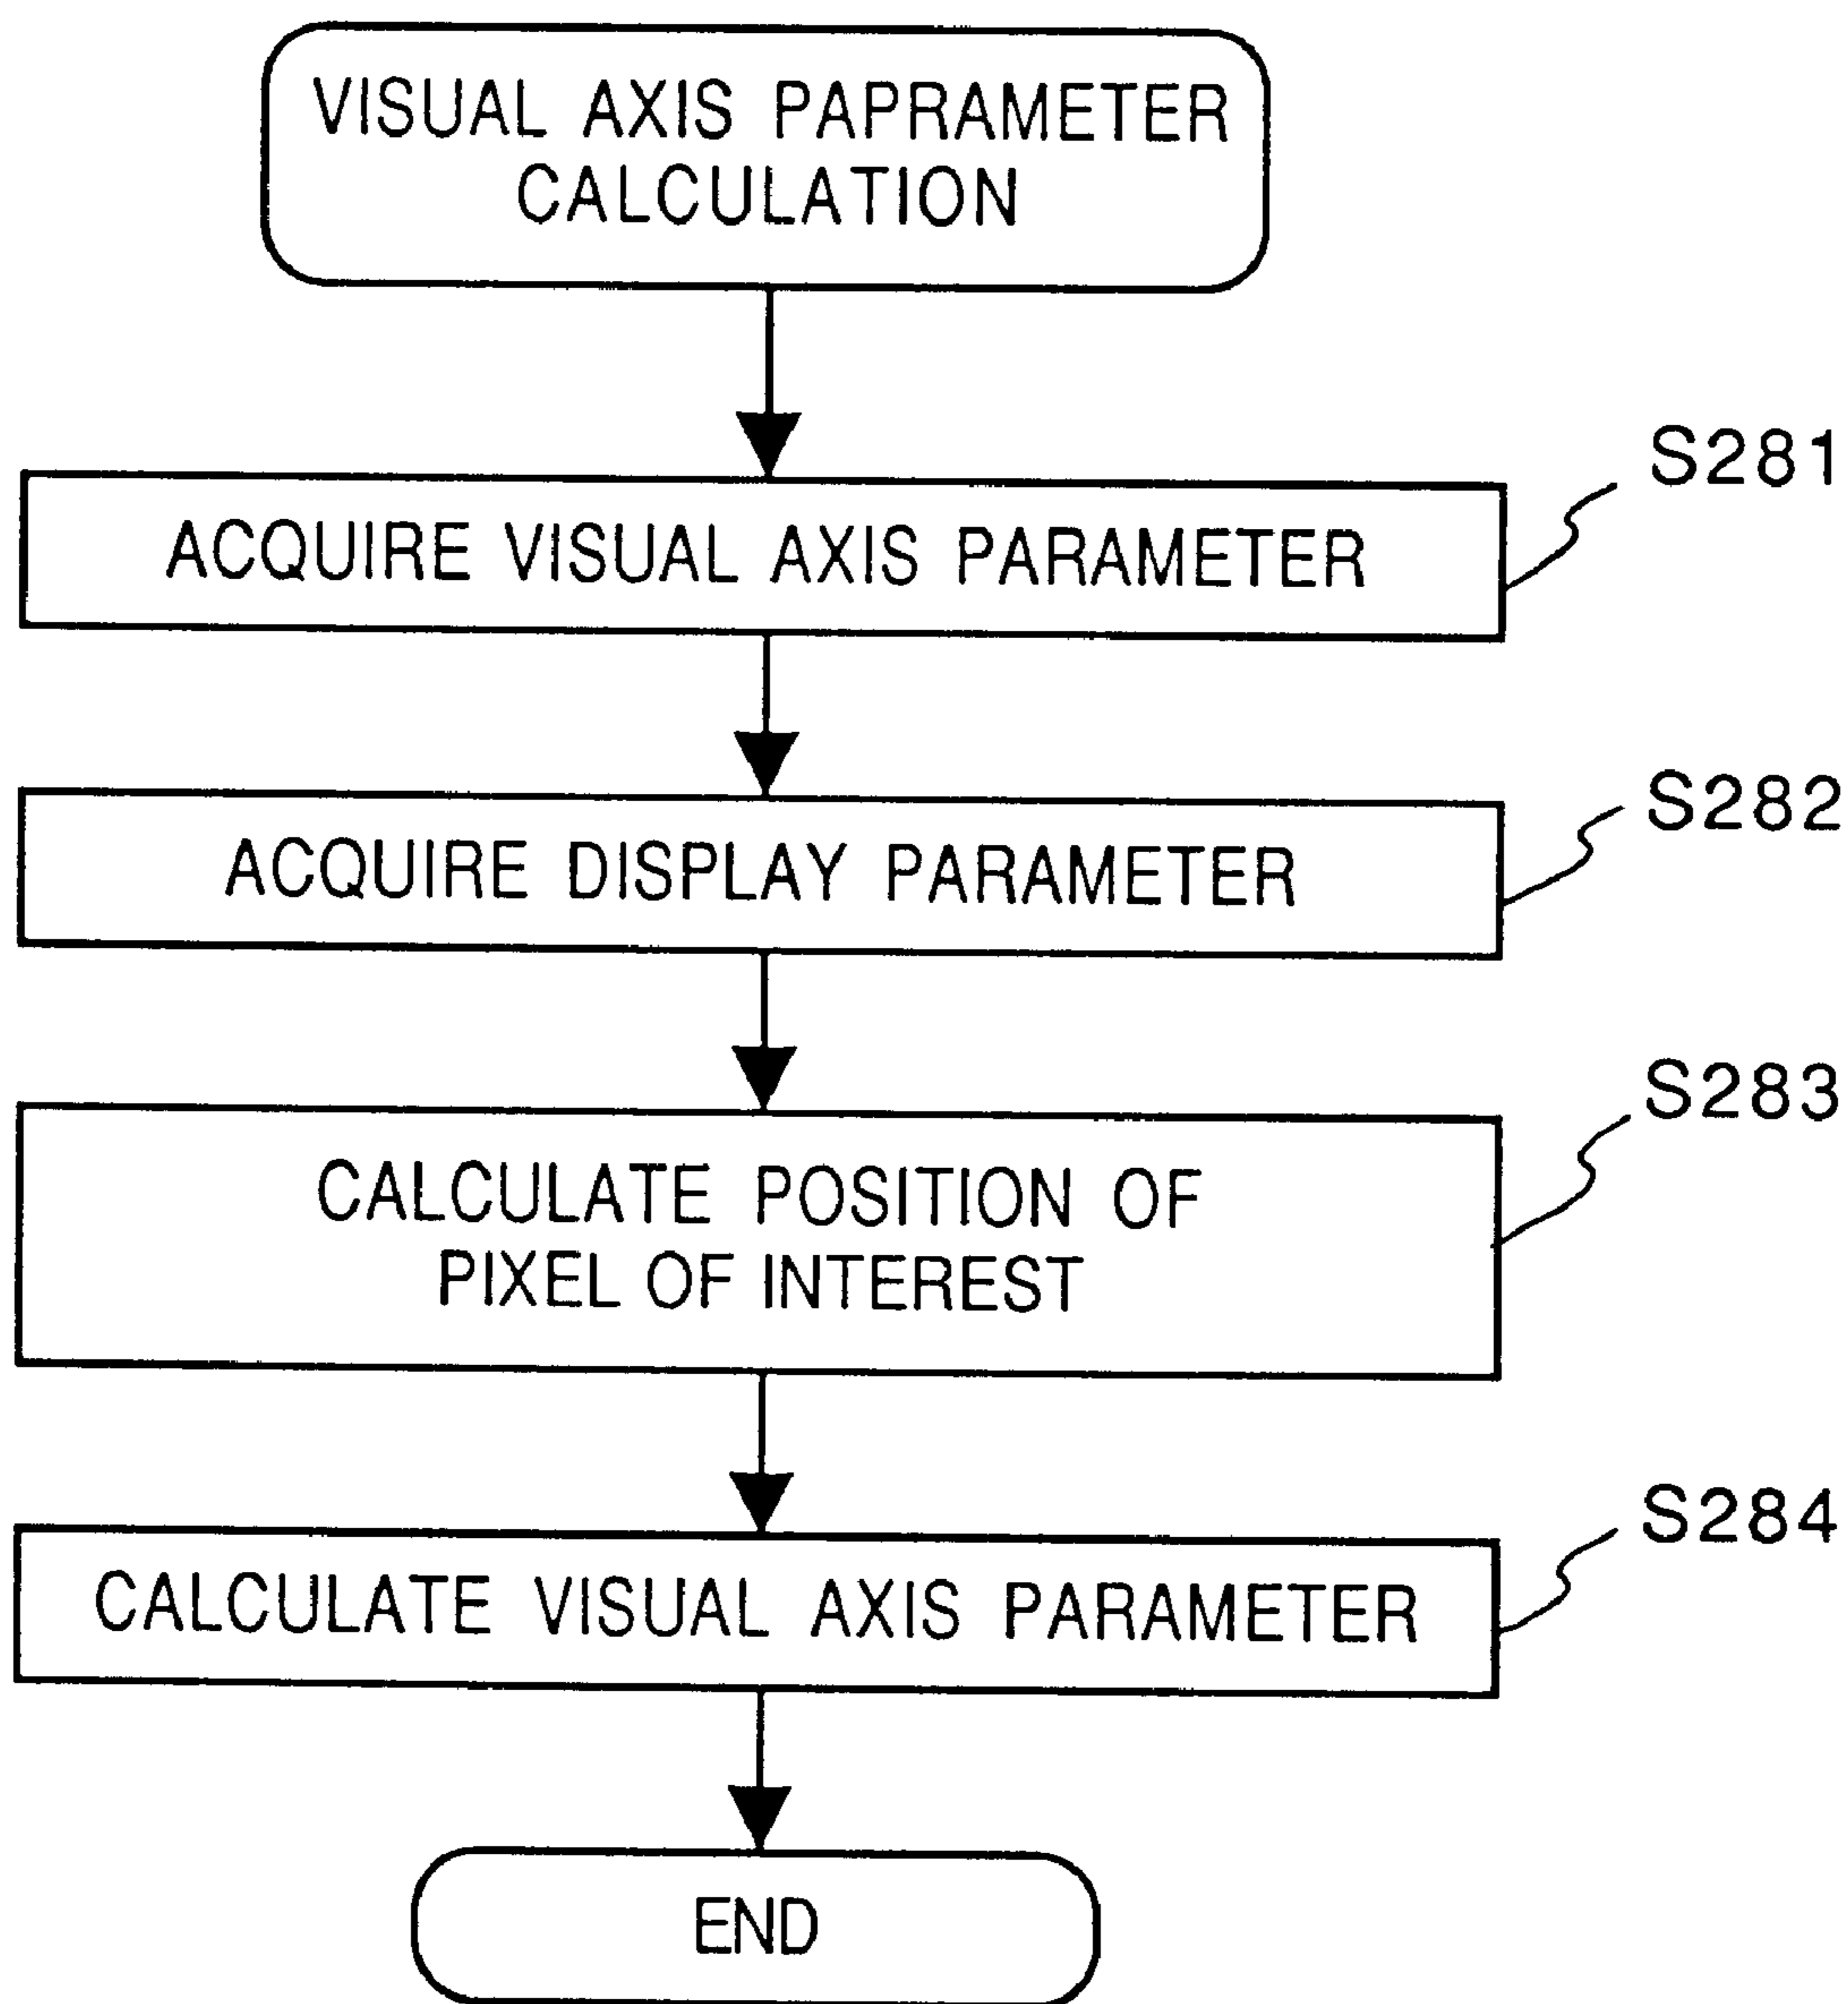 VISUAL AXIS PAPRAMETER
CALCULATION
S281
ACQUIRE VISUAL AXIS PARAMETER
S282
ACQUIRE DISPLAY PARAMETER
S283
CALCULATE POSITION OF
PIXEL OF INTEREST
S284
CALCULATE VISUAL AXIS PARAMETER
END